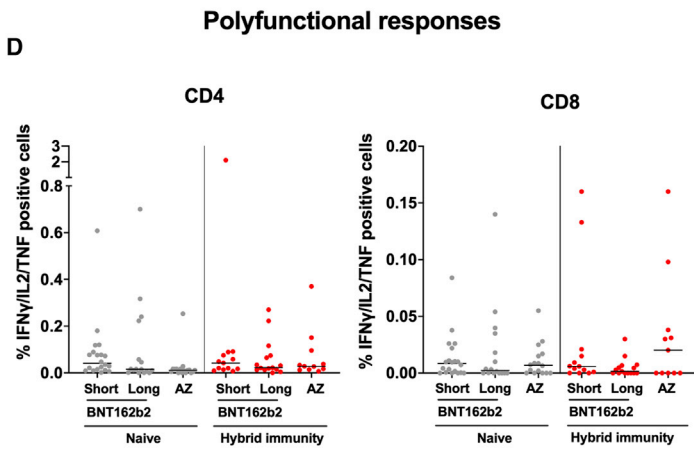 Polyfunctional responses
D
CD4
% IFNγ/IL2/TNF positive cells
3
2
0.8
0.6
0.4
0.2
0.0
Short Long AZ Short Long AZ
BNT162b2 BNT162b2
Naive Hybrid immunity
CD8
% IFNγ/IL2/TNF positive cells
0.20
0.15
0.10
0.05
0.00
Short Long AZ Short Long AZ
BNT162b2 BNT162b2
Naive Hybrid immunity